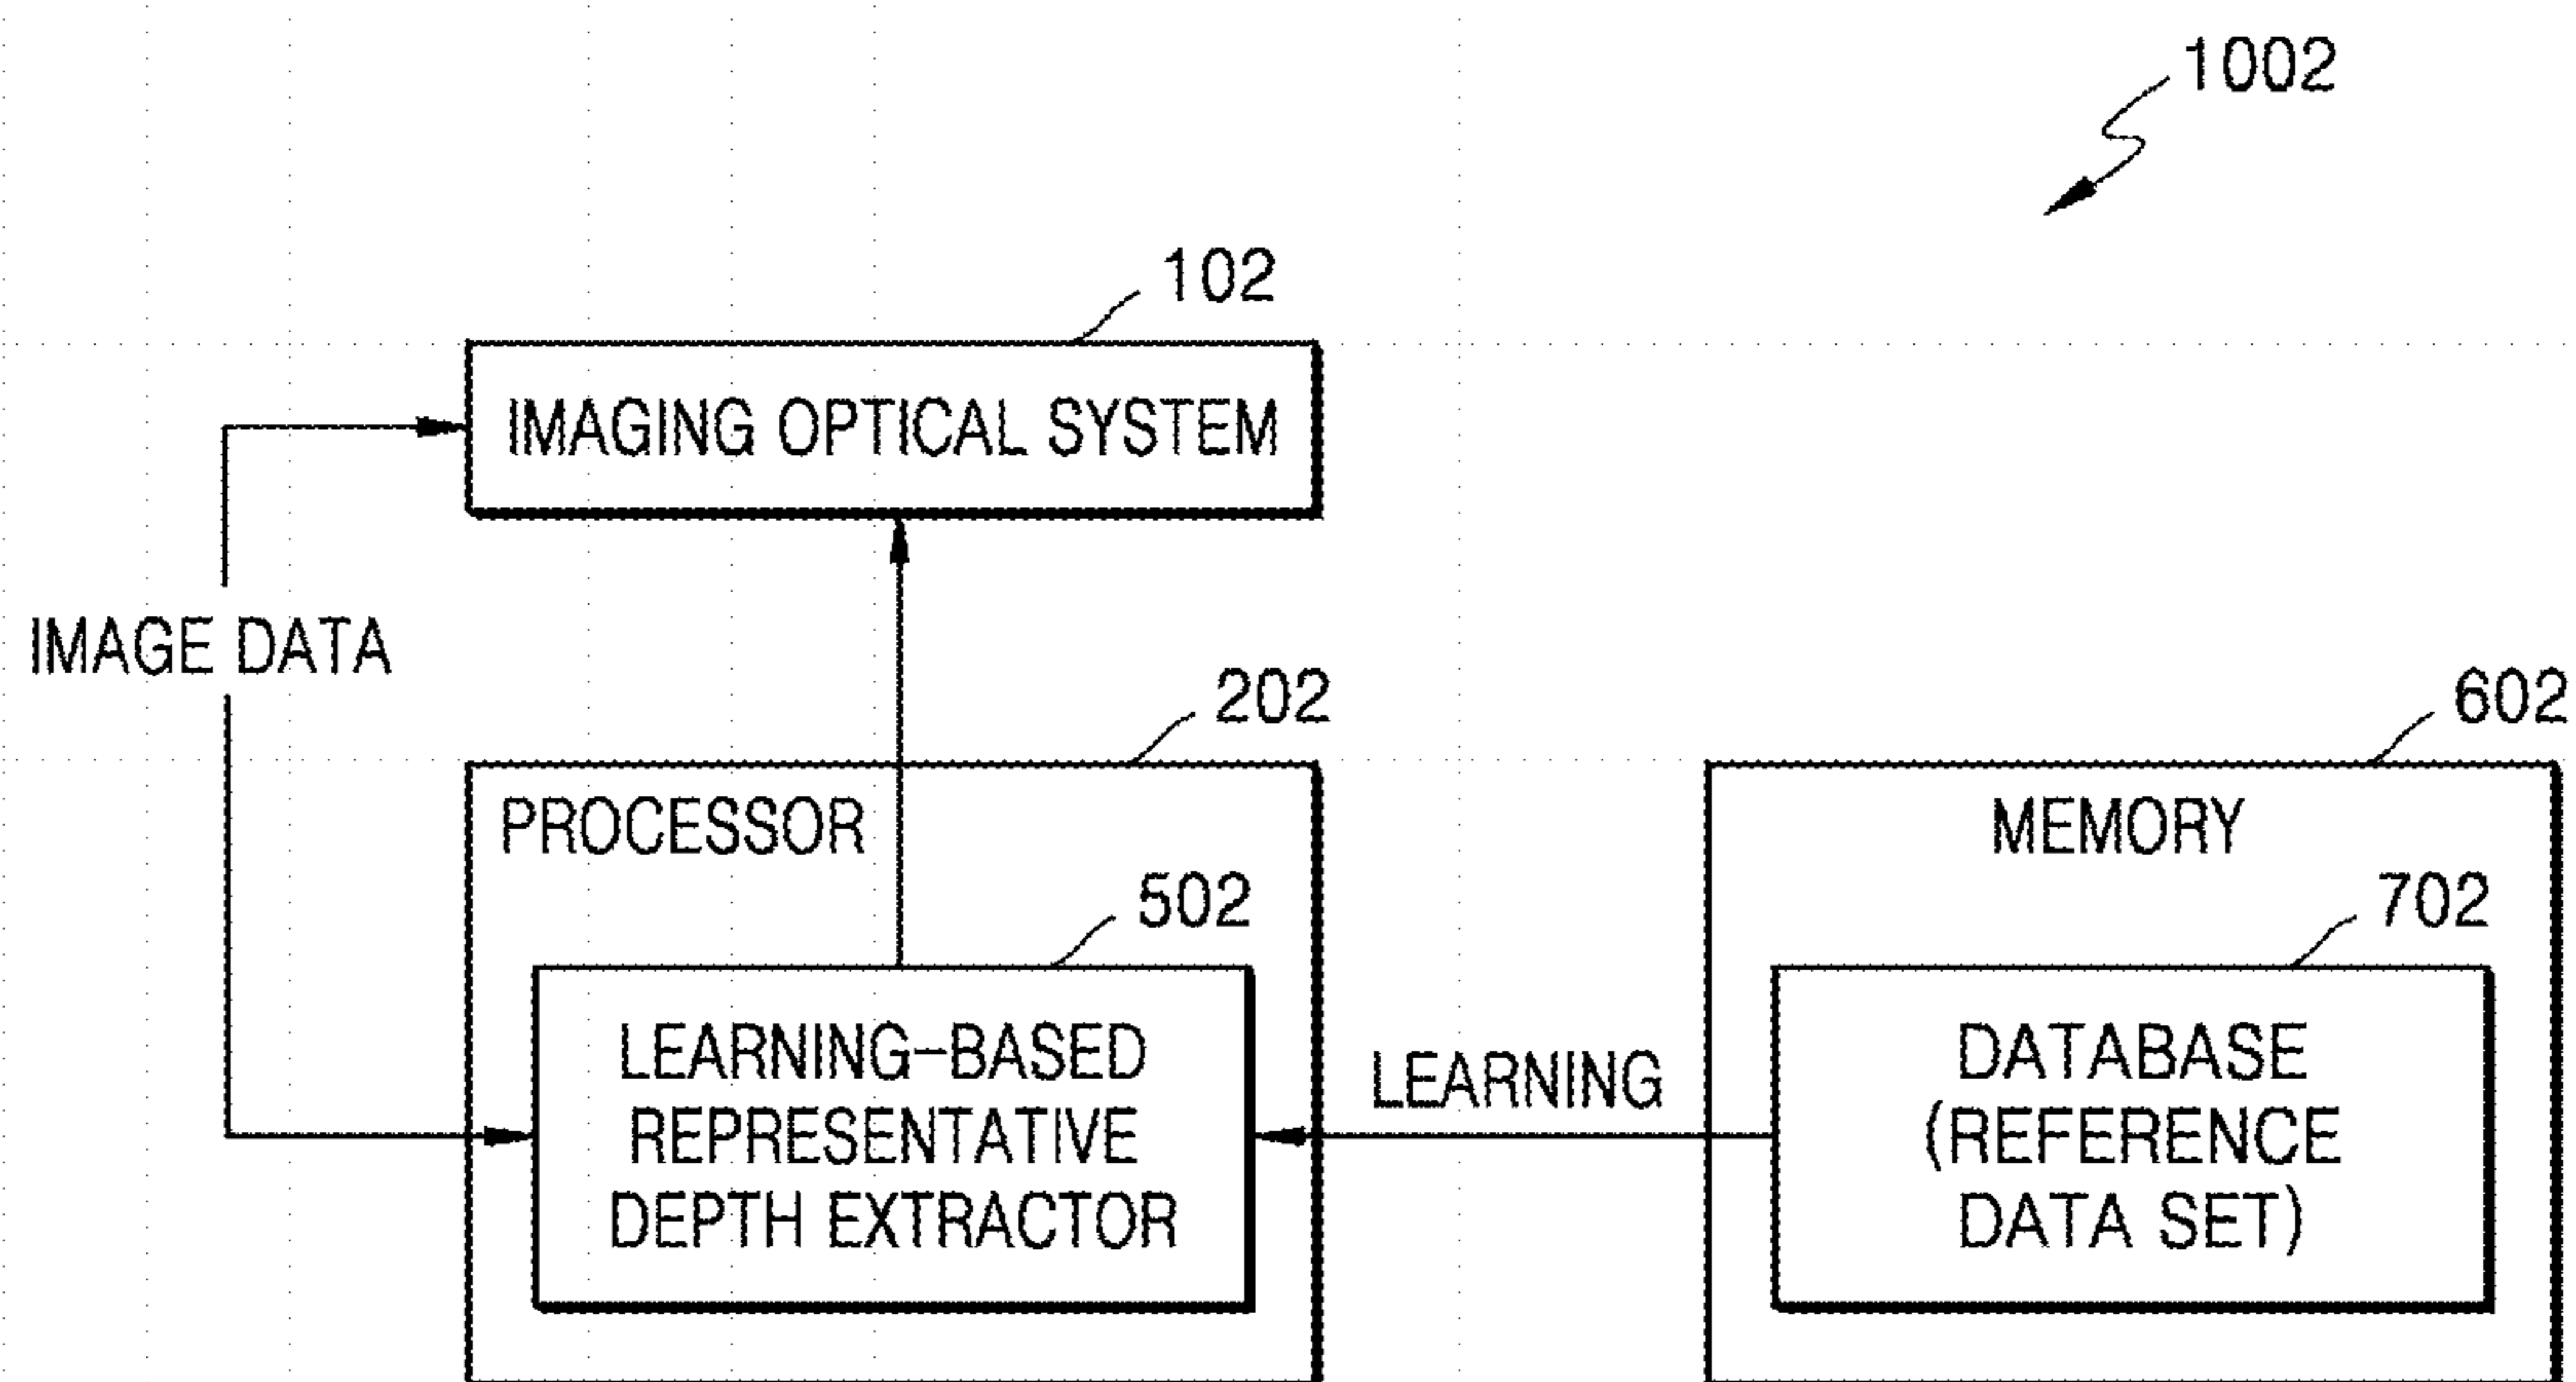 1002
102
IMAGING OPTICAL SYSTEM
IMAGE DATA
202
602
PROCESSOR
MEMORY
502
702
LEARNING-BASED
REPRESENTATIVE
DEPTH EXTRACTOR
LEARNING
DATABASE
(REFERENCE
DATA SET)